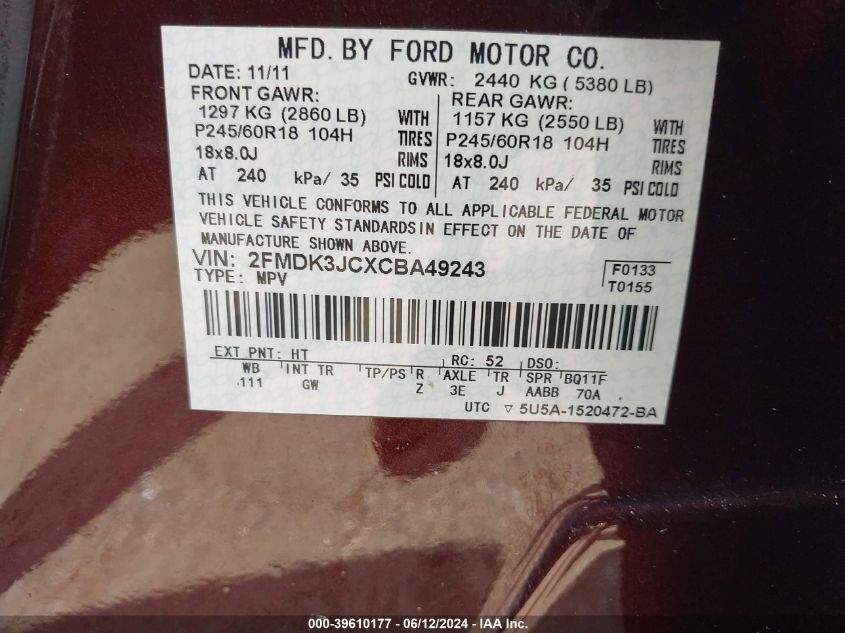 MFD. BY FORD MOTOR CO.
DATE: 11/11
GVWR: 2440 KG ( 5380 LB)
FRONT GAWR:
1297 KG (2860 LB) WITH
P245/60R18 104H TIRES
18x8.0J RIMS
AT 240 kPa/ 35 PSI COLD
REAR GAWR:
1157 KG (2550 LB) WITH
P245/60R18 104H TIRES
18x8.0J RIMS
AT 240 kPa/ 35 PSI COLD
THIS VEHICLE CONFORMS TO ALL APPLICABLE FEDERAL MOTOR
VEHICLE SAFETY STANDARDS IN EFFECT ON THE DATE OF
MANUFACTURE SHOWN ABOVE.
VIN: 2FMDK3JCXCBA49243
TYPE: MPV
F0133
T0155
EXT PNT: HT RC: 52 DSO:
WB INT TR TP/PS R AXLE TR SPR BQ11F
111 GW Z 3E J AABB 70A
UTC ▽ 5U5A-1520472-BA
000-39610177 - 06/12/2024 - IAA Inc.